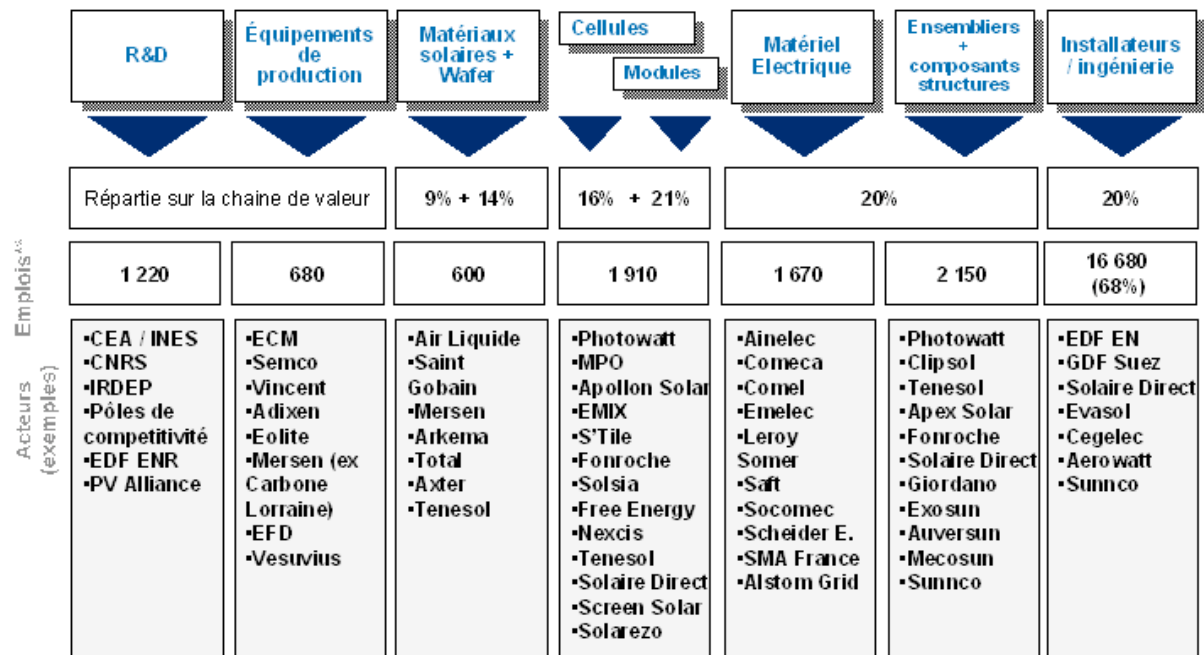 R&D
Équipements
de
production
Matériaux
solaires +
Wafer
Cellules
Modules
Matériel
Electrique
Ensembliers
+
composants
structures
Installateurs
/ ingénierie
Répartie sur la chaine de valeur
9% + 14%
16% + 21%
20%
20%
Emplois**
1 220
680
600
1 910
1 670
2 150
16 680
(68%)
Acteurs
(exemples)
▪CEA / INES
▪CNRS
▪IRDEP
▪Pôles de
compétitivité
▪EDF ENR
▪PV Alliance
▪ECM
▪Semco
▪Vincent
▪Adixen
▪Eolite
▪Mersen (ex
Carbone
Lorraine)
▪EFD
▪Vesuvius
▪Air Liquide
▪Saint
Gobain
▪Mersen
▪Arkema
▪Total
▪Axter
▪Tenesol
▪Photowatt
▪MPO
▪Apollon Solar
▪EMIX
▪S'Tile
▪Fonroche
▪Solsia
▪Free Energy
▪Nexcis
▪Tenesol
▪Solaire Direct
▪Screen Solar
▪Solarezo
▪Ainelec
▪Comeca
▪Comel
▪Emelec
▪Leroy
Somer
▪Saft
▪Socomec
▪Scheider E.
▪SMA France
▪Alstom Grid
▪Photowatt
▪Clipsol
▪Tenesol
▪Apex Solar
▪Fonroche
▪Solaire Direct
▪Giordano
▪Exosun
▪Auversun
▪Mecosun
▪Sunnco
▪EDF EN
▪GDF Suez
▪Solaire Direct
▪Evasol
▪Cegelec
▪Aerowatt
▪Sunnco